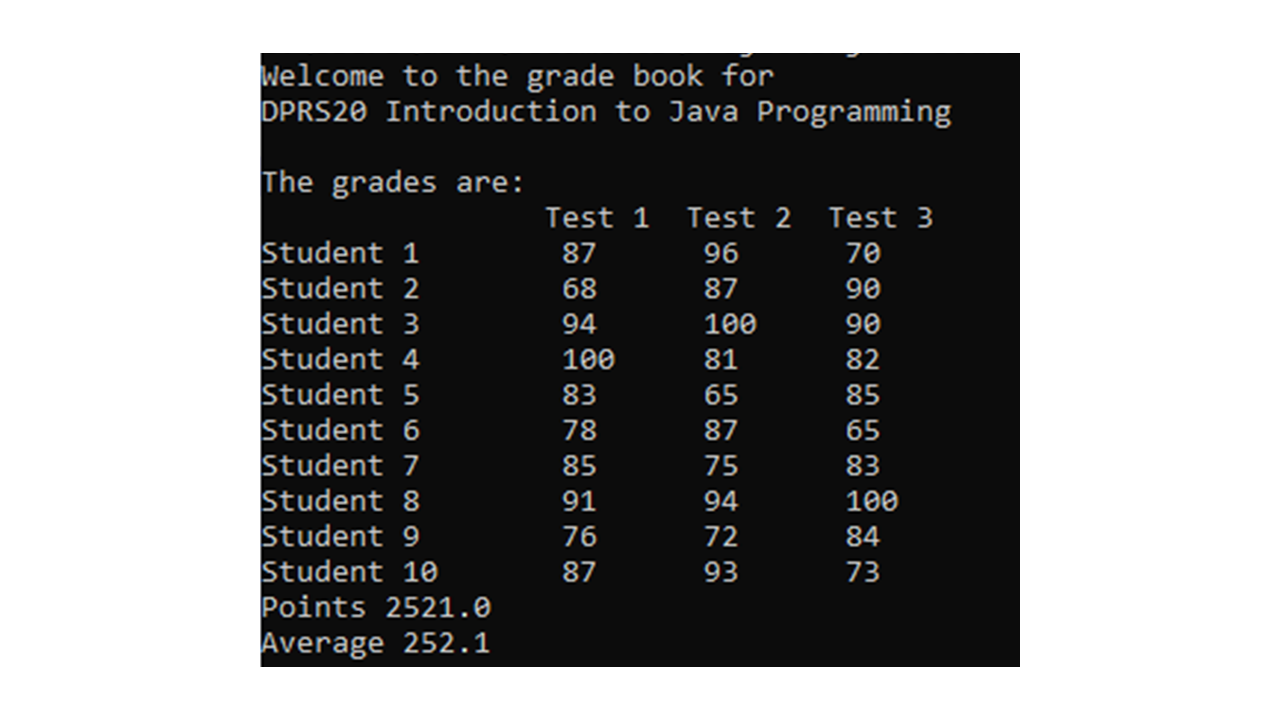 Welcome to the grade book for
DPRS20 Introduction to Java Programming
The grades are:
Test 1 Test 2 Test 3
Student 1 87 96 70
Student 2 68 87 90
Student 3 94 100 90
Student 4 100 81 82
Student 5 83 65 85
Student 6 78 87 65
Student 7 85 75 83
Student 8 91 94 100
Student 9 76 72 84
Student 10 87 93 73
Points 2521.0
Average 252.1